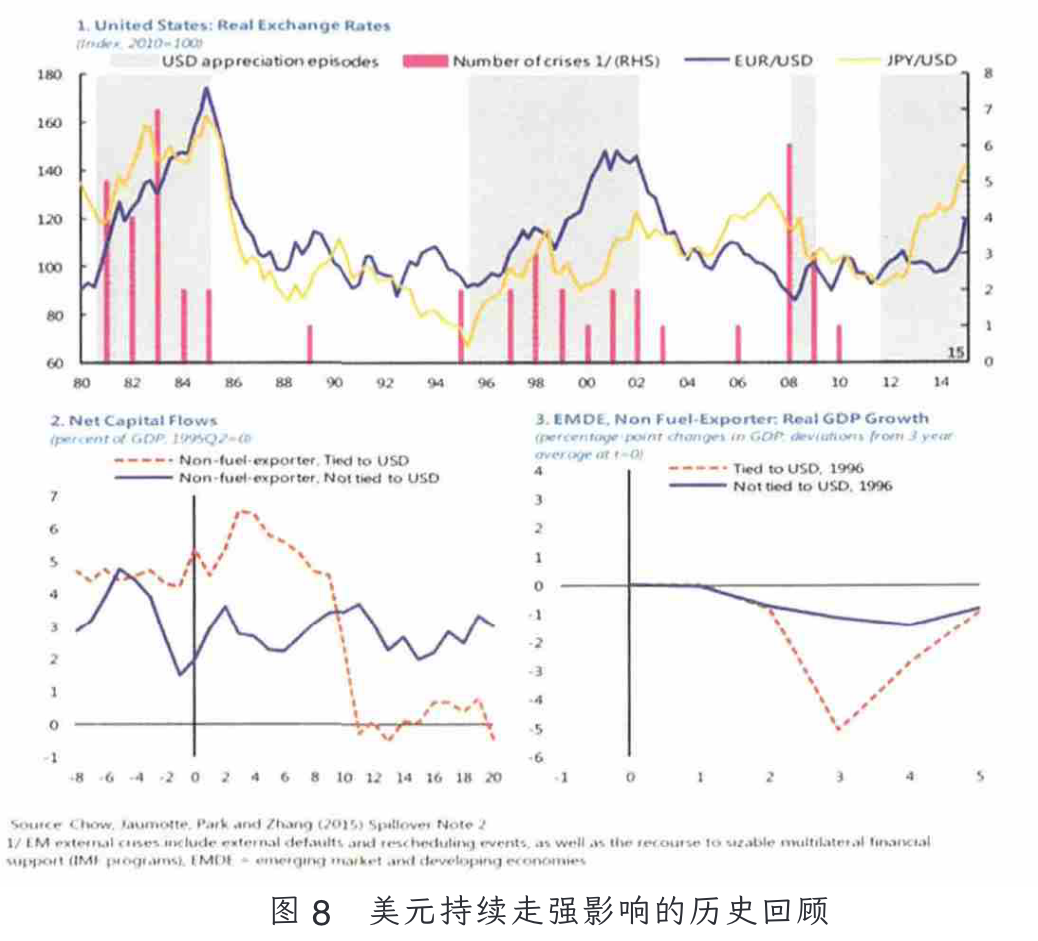 1. United States: Real Exchange Rates
(Index, 2010=100)
USD appreciation episodes Number of crises 1/ (RHS) EUR/USD JPY/USD
180 8
160 7
140 6
120 5
100 4
80 3
60 2
1
0
15
80 82 84 86 88 90 92 94 96 98 00 02 04 06 08 10 12 14
2. Net Capital Flows
(percent of GDP, 1995Q2=0)
Non-fuel-exporter, Tied to USD
Non-fuel-exporter, Not tied to USD
7
6
5
4
3
2
1
0
-1
-8 -6 -4 -2 0 2 4 6 8 10 12 14 16 18 20
3. EMDE, Non Fuel-Exporter: Real GDP Growth
(percentage-point changes in GDP; deviations from 3 year
average at t=0)
Tied to USD, 1996
Not tied to USD, 1996
4
3
2
1
0
-1
-2
-3
-4
-5
-6
-1 0 1 2 3 4 5
Source: Chow, Jaumotte, Park and Zhang (2015) Spillover Note 2
1/ EM external crises include external defaults and rescheduling events, as well as the recourse to sizable multilateral financial
support (IMF programs), EMDE = emerging market and developing economies
图 8 美元持续走强影响的历史回顾